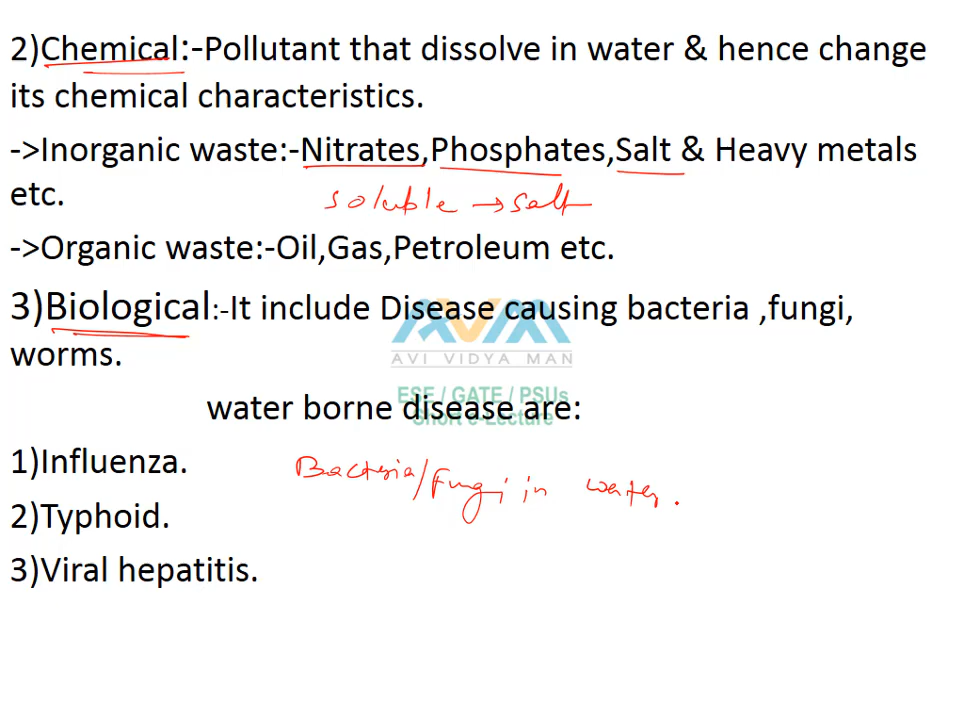 2)Chemical:-Pollutant that dissolve in water & hence change
its chemical characteristics.
->Inorganic waste:-Nitrates,Phosphates,Salt & Heavy metals
etc.
soluble → salt
->Organic waste:-Oil,Gas,Petroleum etc.
3)Biological:-It include Disease causing bacteria ,fungi,
worms.
AVM
AVI VIDYA MAN
ESE / GATE / PSUs
Short e-Lecture
water borne disease are:
1)Influenza.
Bacteria/Fungi in water.
2)Typhoid.
3)Viral hepatitis.